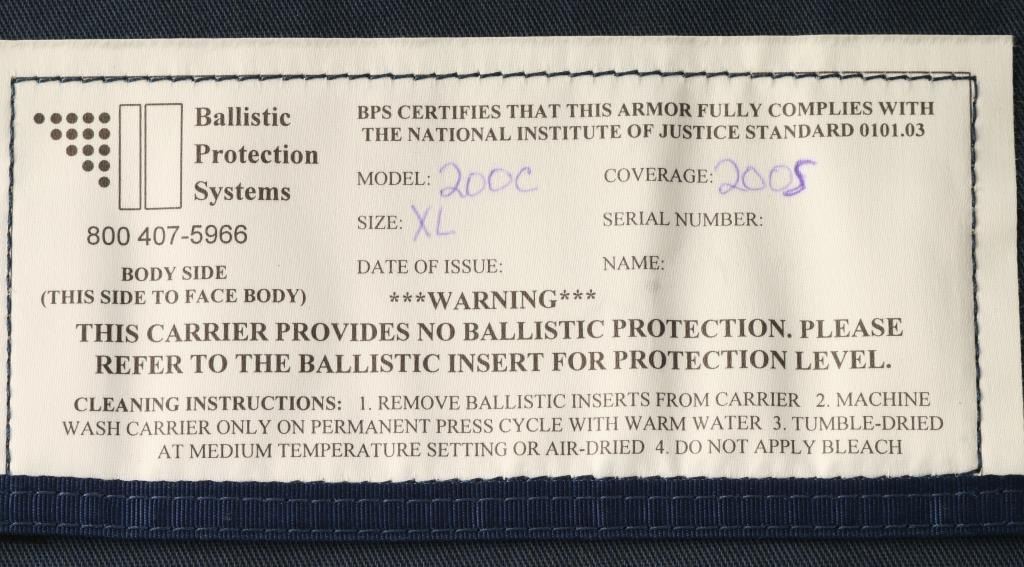 Ballistic
Protection
Systems
800 407-5966
BODY SIDE
(THIS SIDE TO FACE BODY)
BPS CERTIFIES THAT THIS ARMOR FULLY COMPLIES WITH
THE NATIONAL INSTITUTE OF JUSTICE STANDARD 0101.03
MODEL: 200C COVERAGE: 200S
SIZE: XL SERIAL NUMBER:
DATE OF ISSUE: NAME:
***WARNING***
THIS CARRIER PROVIDES NO BALLISTIC PROTECTION. PLEASE
REFER TO THE BALLISTIC INSERT FOR PROTECTION LEVEL.
CLEANING INSTRUCTIONS: 1. REMOVE BALLISTIC INSERTS FROM CARRIER 2. MACHINE
WASH CARRIER ONLY ON PERMANENT PRESS CYCLE WITH WARM WATER 3. TUMBLE-DRIED
AT MEDIUM TEMPERATURE SETTING OR AIR-DRIED 4. DO NOT APPLY BLEACH